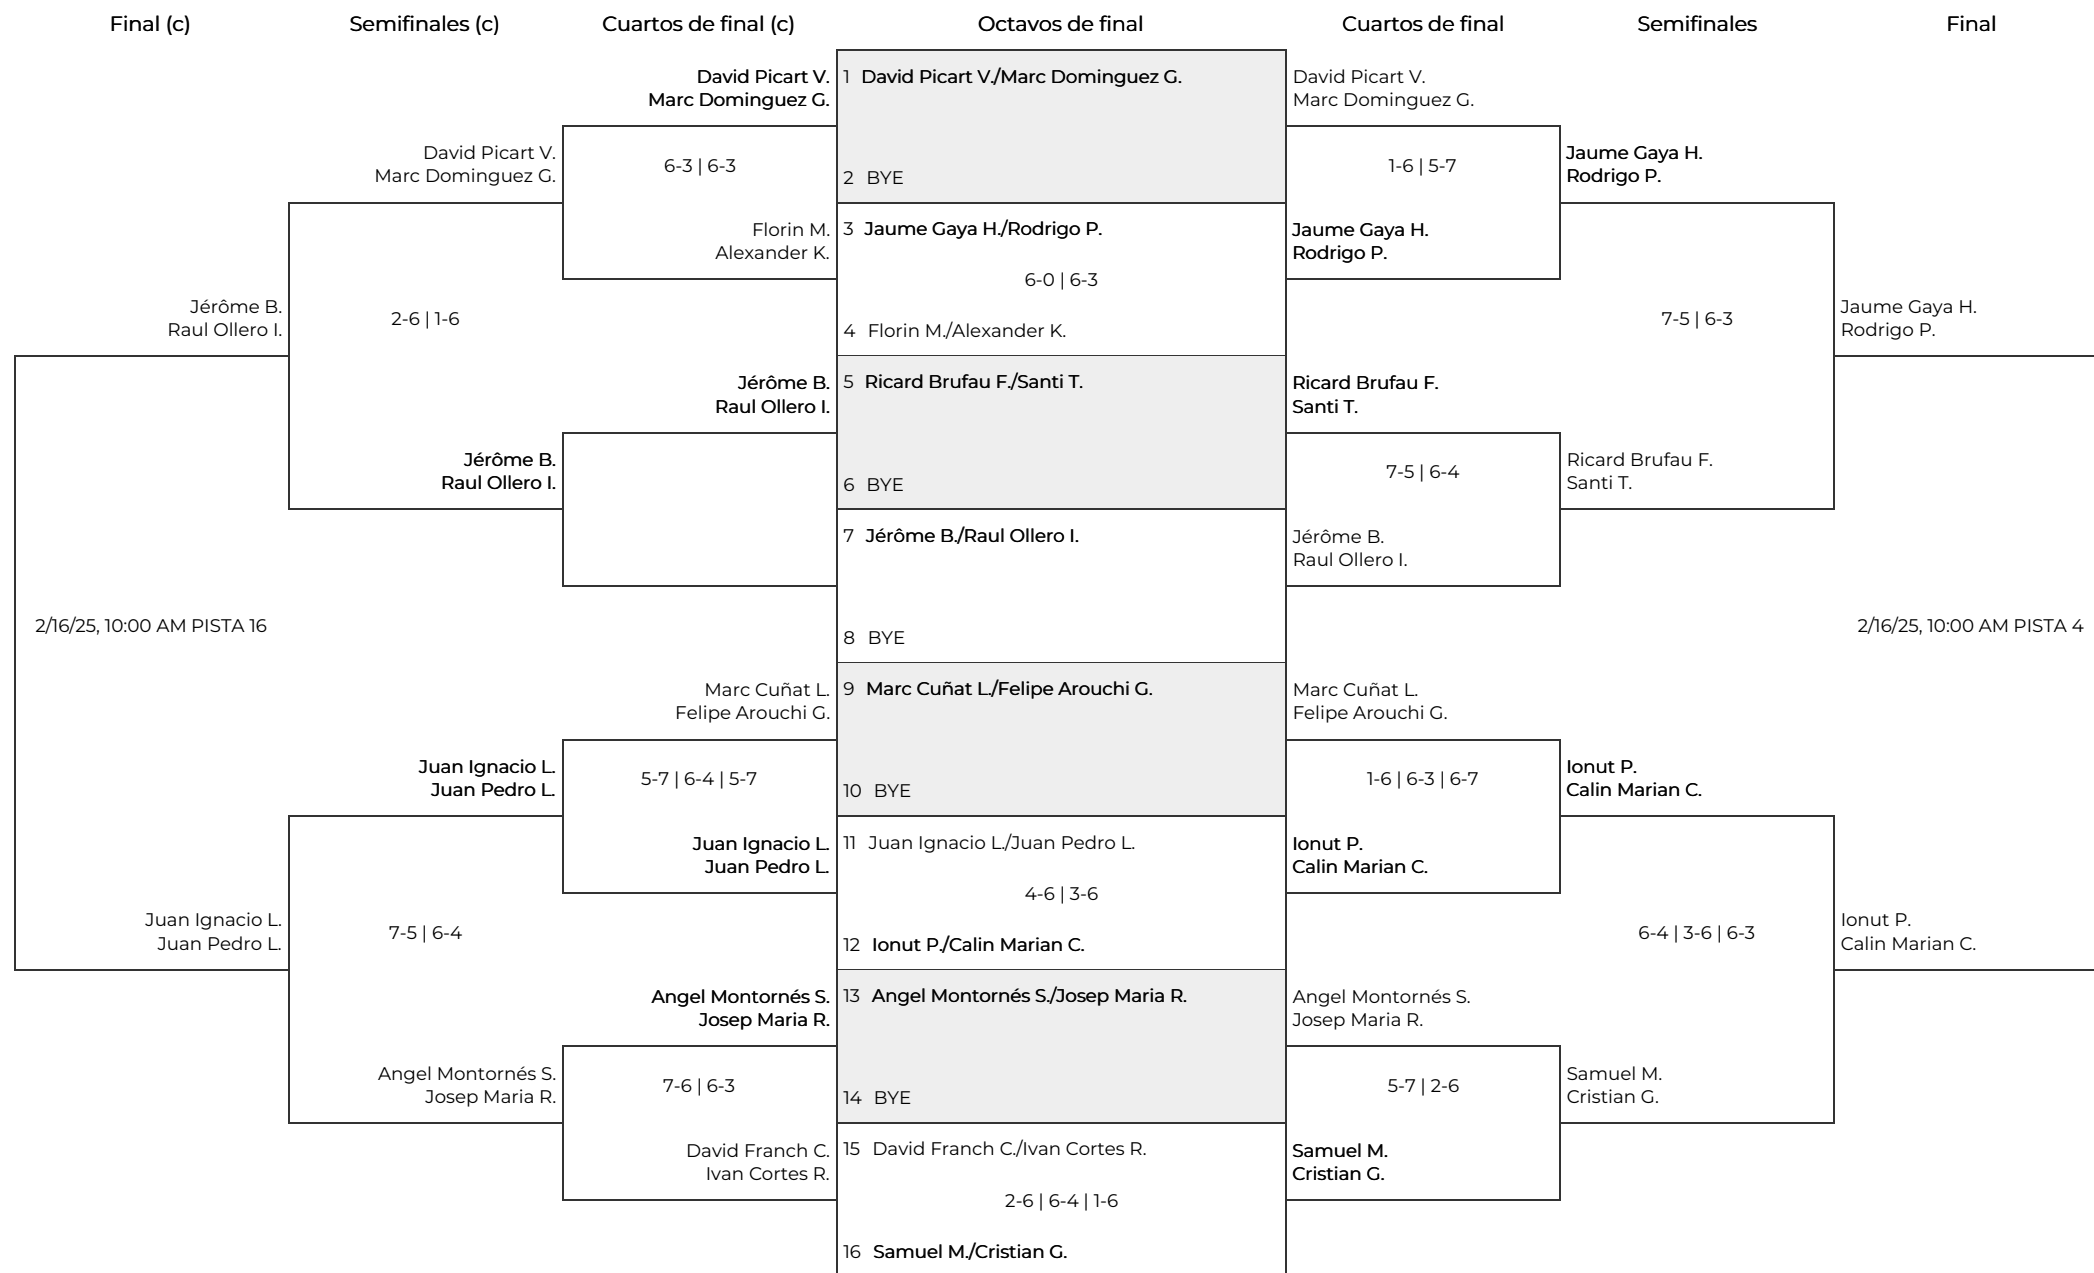 Final (c)
Semifinales (c)
Cuartos de final (c)
Octavos de final
Cuartos de final
Semifinales
Final
Jérôme B.
Raul Ollero I.
2/16/25, 10:00 AM PISTA 16
Juan Ignacio L.
Juan Pedro L.
David Picart V.
Marc Dominguez G.
2-6 | 1-6
Jérôme B.
Raul Ollero I.
Juan Ignacio L.
Juan Pedro L.
7-5 | 6-4
Angel Montornés S.
Josep Maria R.
David Picart V.
Marc Dominguez G.
6-3 | 6-3
Florin M.
Alexander K.
Jérôme B.
Raul Ollero I.
Marc Cuñat L.
Felipe Arouchi G.
5-7 | 6-4 | 5-7
Juan Ignacio L.
Juan Pedro L.
Angel Montornés S.
Josep Maria R.
7-6 | 6-3
David Franch C.
Ivan Cortes R.
1 David Picart V./Marc Dominguez G.
2 BYE
3 Jaume Gaya H./Rodrigo P.
6-0 | 6-3
4 Florin M./Alexander K.
5 Ricard Brufau F./Santi T.
6 BYE
7 Jérôme B./Raul Ollero I.
8 BYE
9 Marc Cuñat L./Felipe Arouchi G.
10 BYE
11 Juan Ignacio L./Juan Pedro L.
4-6 | 3-6
12 Ionut P./Calin Marian C.
13 Angel Montornés S./Josep Maria R.
14 BYE
15 David Franch C./Ivan Cortes R.
2-6 | 6-4 | 1-6
16 Samuel M./Cristian G.
David Picart V.
Marc Dominguez G.
1-6 | 5-7
Jaume Gaya H.
Rodrigo P.
Ricard Brufau F.
Santi T.
7-5 | 6-4
Jérôme B.
Raul Ollero I.
Marc Cuñat L.
Felipe Arouchi G.
1-6 | 6-3 | 6-7
Ionut P.
Calin Marian C.
Angel Montornés S.
Josep Maria R.
5-7 | 2-6
Samuel M.
Cristian G.
Jaume Gaya H.
Rodrigo P.
7-5 | 6-3
Ricard Brufau F.
Santi T.
Ionut P.
Calin Marian C.
6-4 | 3-6 | 6-3
Samuel M.
Cristian G.
Jaume Gaya H.
Rodrigo P.
2/16/25, 10:00 AM PISTA 4
Ionut P.
Calin Marian C.